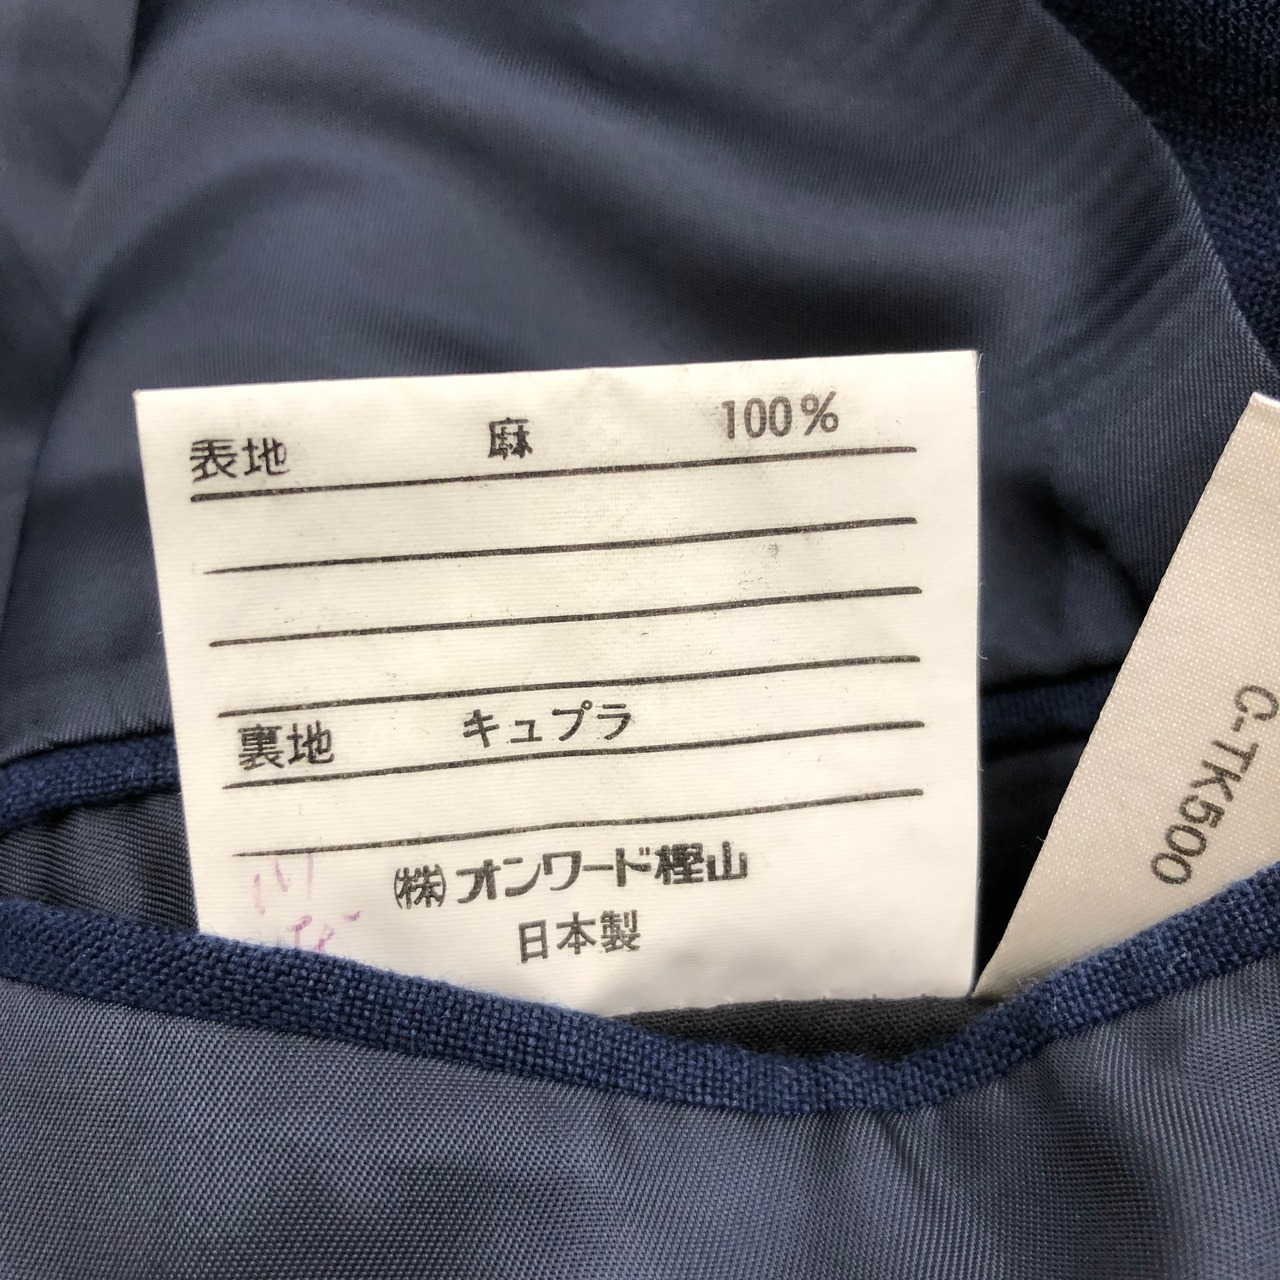 表地 麻 100%
裏地 キュプラ
㈱オンワード樫山
日本製
C-TK500